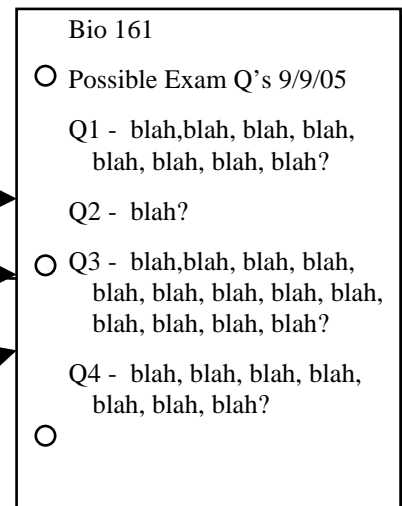 Bio 161
Possible Exam Q’s 9/9/05
Q1 - blah,blah, blah, blah,
blah, blah, blah, blah?
Q2 - blah?
Q3 - blah,blah, blah, blah,
blah, blah, blah, blah, blah,
blah, blah, blah, blah?
Q4 - blah, blah, blah, blah,
blah, blah, blah?